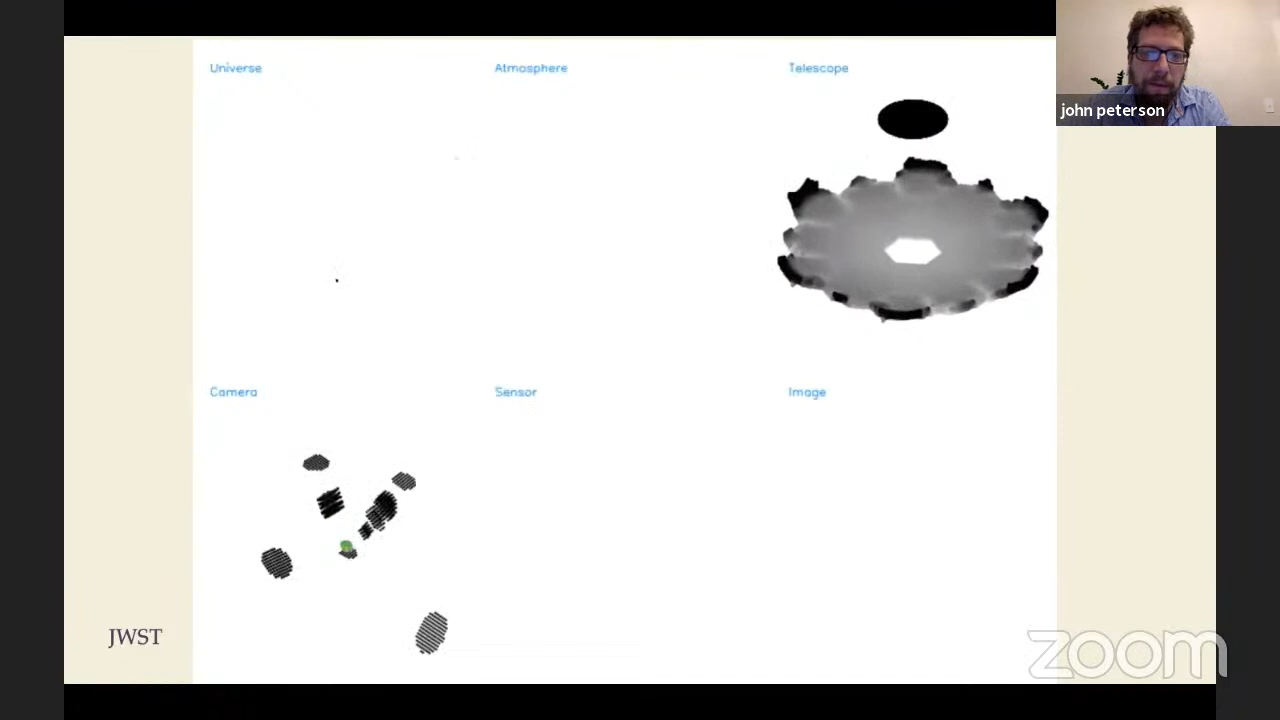 Universe
Atmosphere
Telescope
john peterson
Camera
Sensor
Image
JWST
zoom